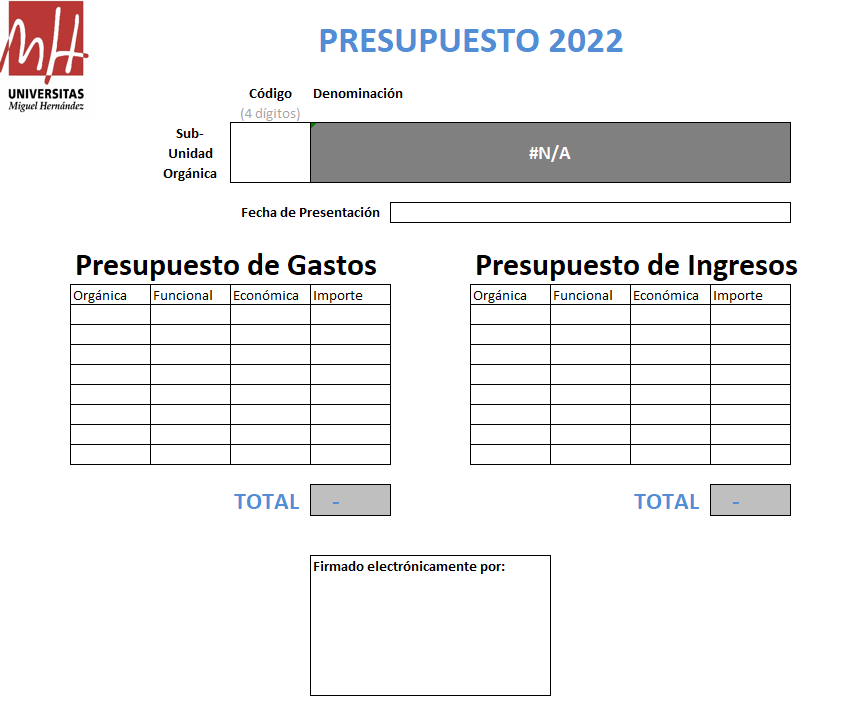 MH
UNIVERSITAS
Miguel Hernández
PRESUPUESTO 2022
Código Denominación
(4 dígitos)
Sub-
Unidad
Orgánica
#N/A
Fecha de Presentación
Presupuesto de Gastos
Orgánica Funcional Económica Importe
TOTAL -
Presupuesto de Ingresos
Orgánica Funcional Económica Importe
TOTAL -
Firmado electrónicamente por: